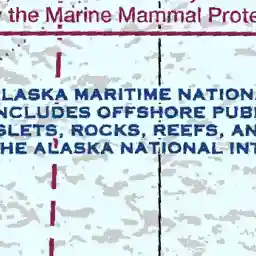 the Marine Mammal Prote
LASKA MARITIME NATION
NCLUDES OFFSHORE PUB
SLETS, ROCKS, REEFS, AN
HE ALASKA NATIONAL INT